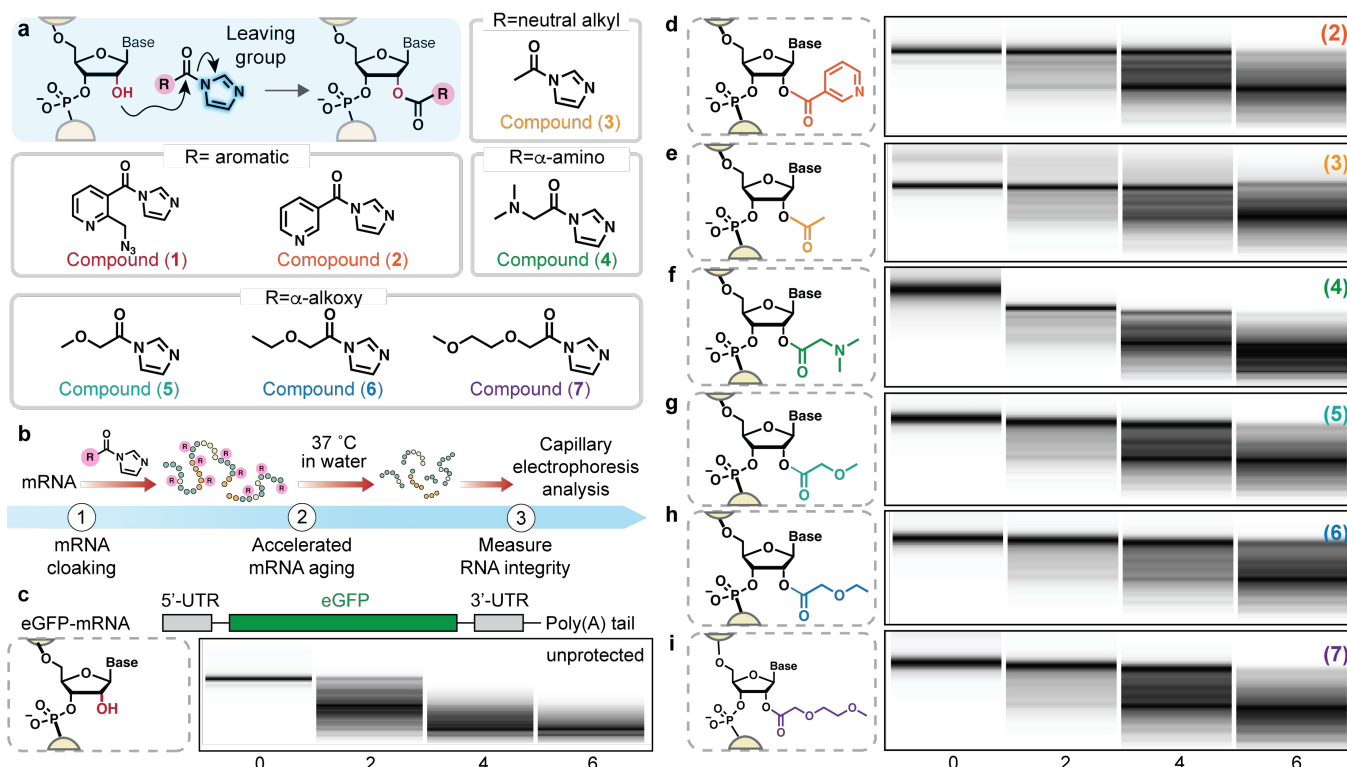 a
Base
OH
O
P
O⁻
O
R
N
Leaving
group
Base
O
R
R=neutral alkyl
O
N
N
Compound (3)
R= aromatic
O
N
N
N
N₃
Compound (1)
O
N
N
N
Comopound (2)
R=α-amino
N
O
N
N
Compound (4)
R=α-alkoxy
O
O
N
N
Compound (5)
O
O
N
N
Compound (6)
O
O
O
N
N
Compound (7)
b
mRNA
R
O
N
N
37 ˚C
in water
Capillary
electrophoresis
analysis
1
2
3
mRNA
cloaking
Accelerated
mRNA aging
Measure
RNA integrity
c
5’-UTR
eGFP
3’-UTR
eGFP-mRNA
Poly(A) tail
Base
OH
unprotected
0 2 4 6
d
Base
(2)
e
Base
(3)
f
Base
(4)
g
Base
(5)
h
Base
(6)
i
Base
(7)
0 2 4 6